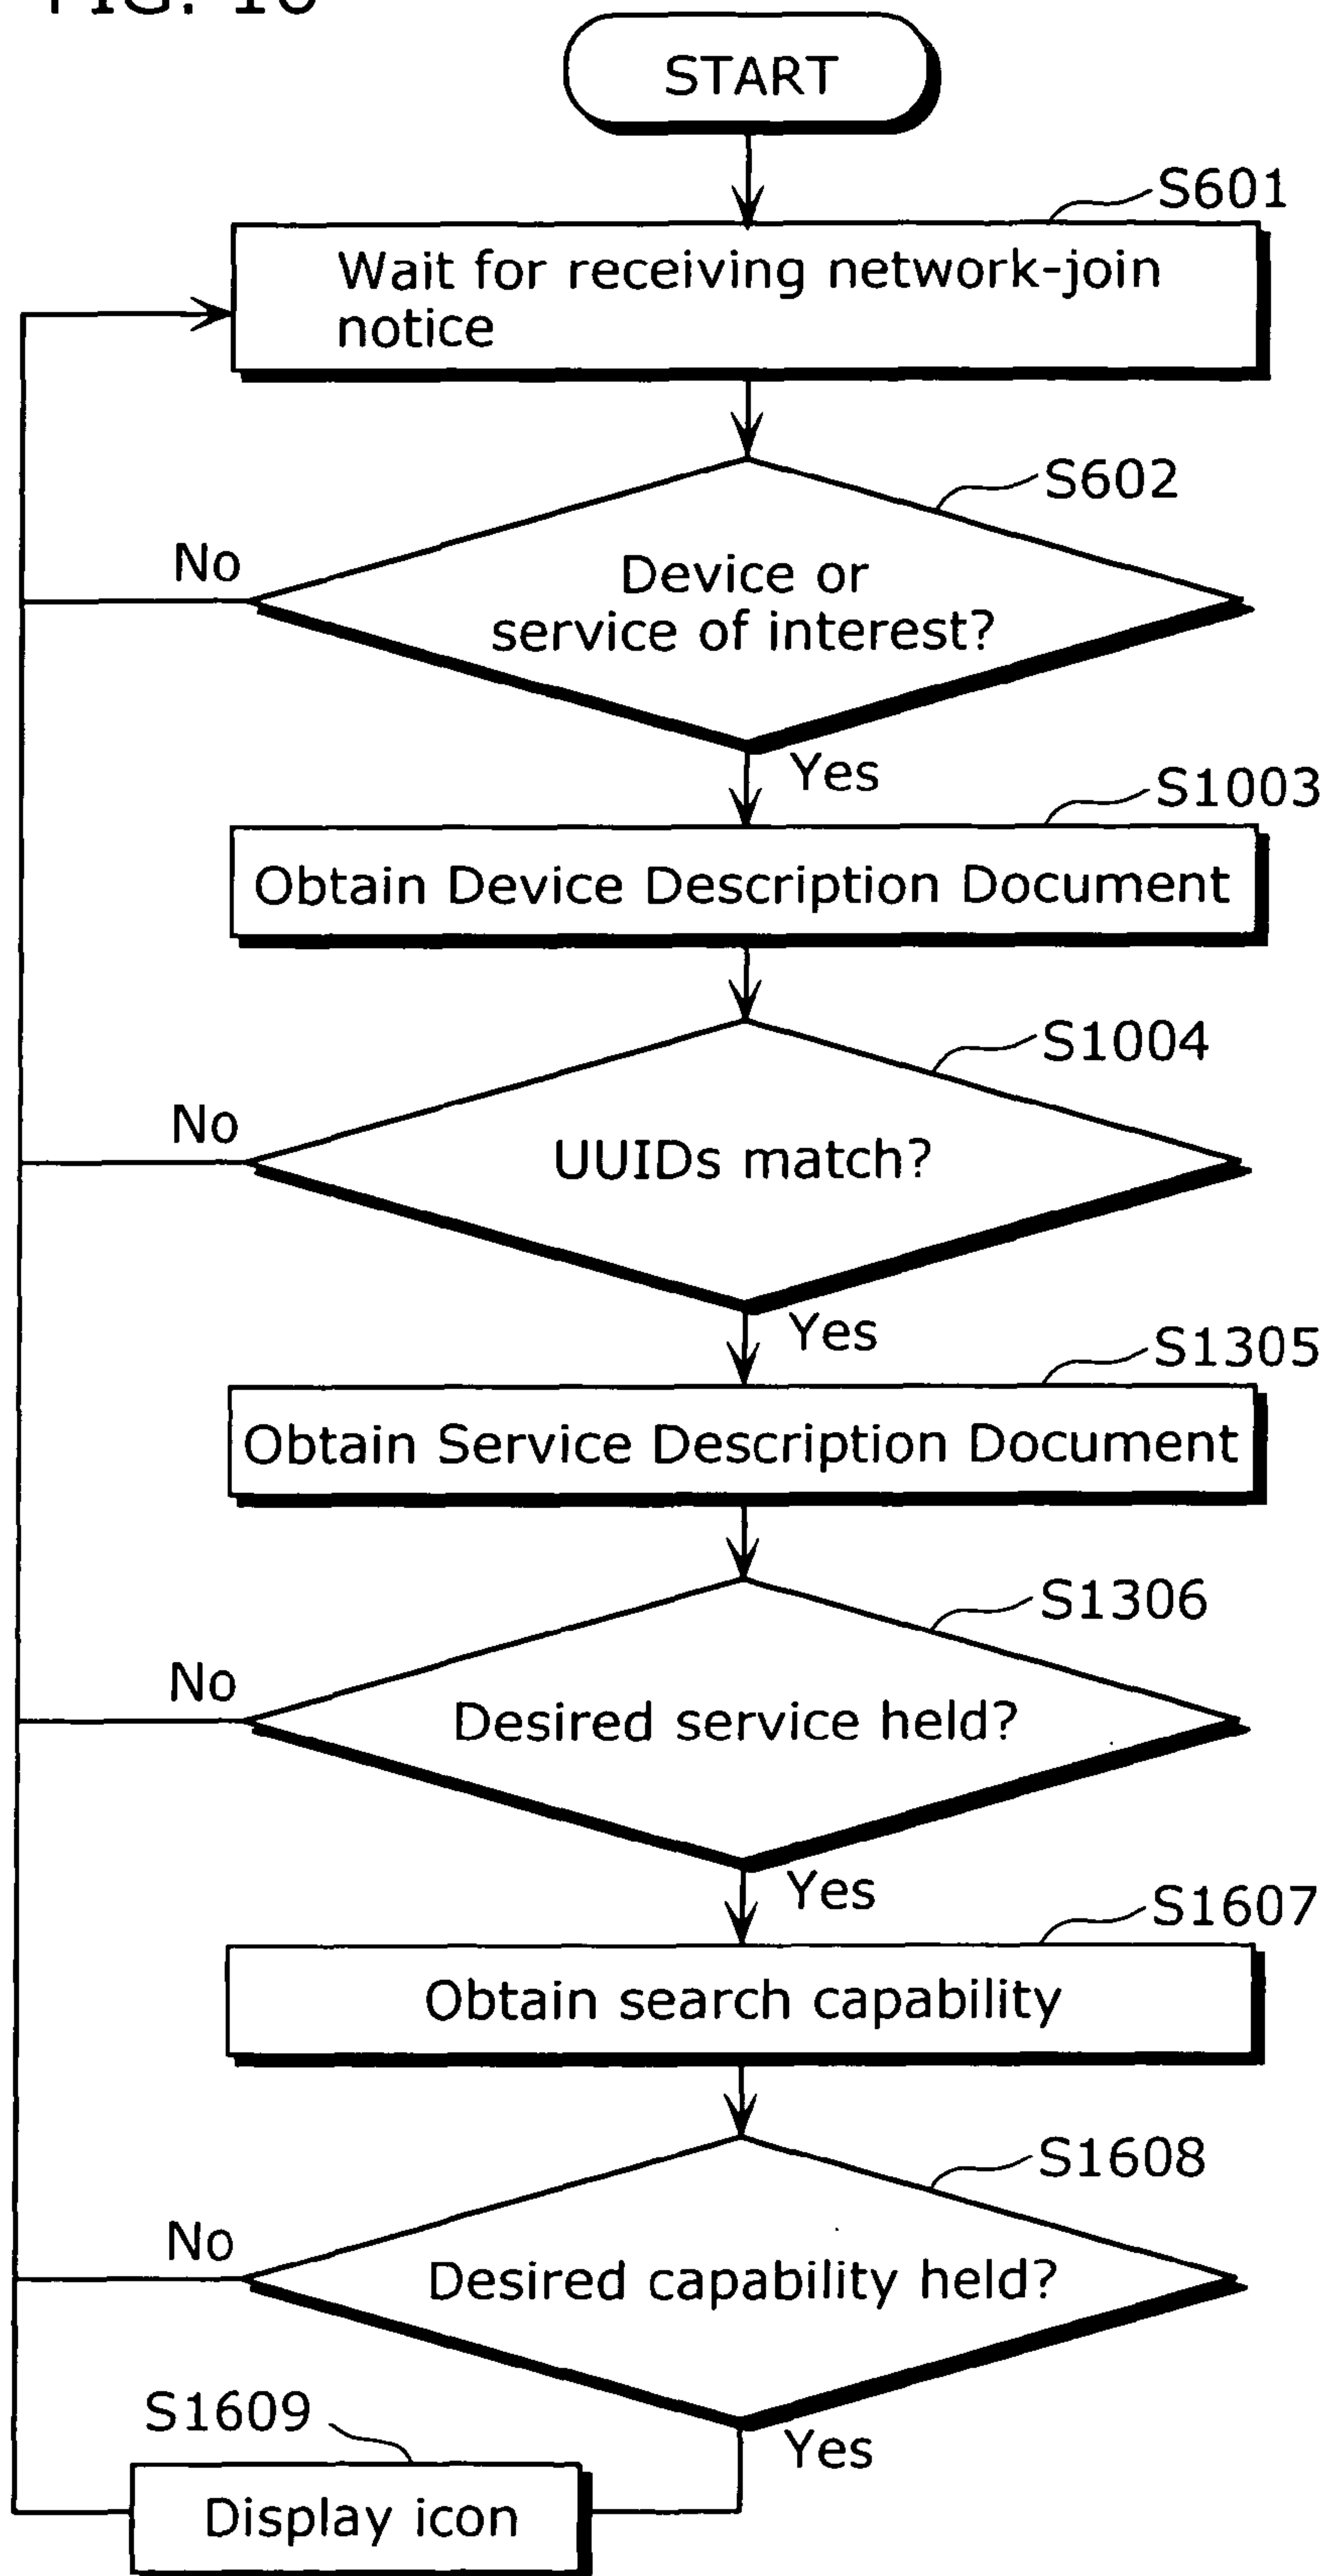 FIG. 16
START
S601
Wait for receiving network-join
notice
S602
No
Device or
service of interest?
Yes
S1003
Obtain Device Description Document
S1004
No
UUIDs match?
Yes
S1305
Obtain Service Description Document
S1306
No
Desired service held?
Yes
S1607
Obtain search capability
S1608
No
Desired capability held?
S1609
Yes
Display icon